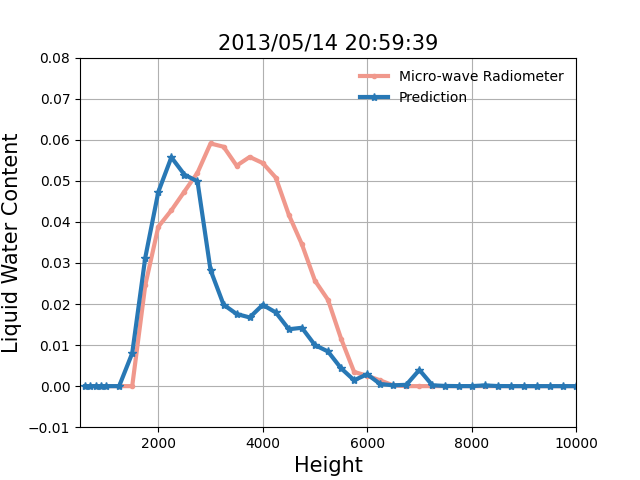 2013/05/14 20:59:39
0.08
0.07
0.06
0.05
0.04
0.03
0.02
0.01
0.00
−0.01
Liquid Water Content
Micro-wave Radiometer
Prediction
2000 4000 6000 8000 10000
Height